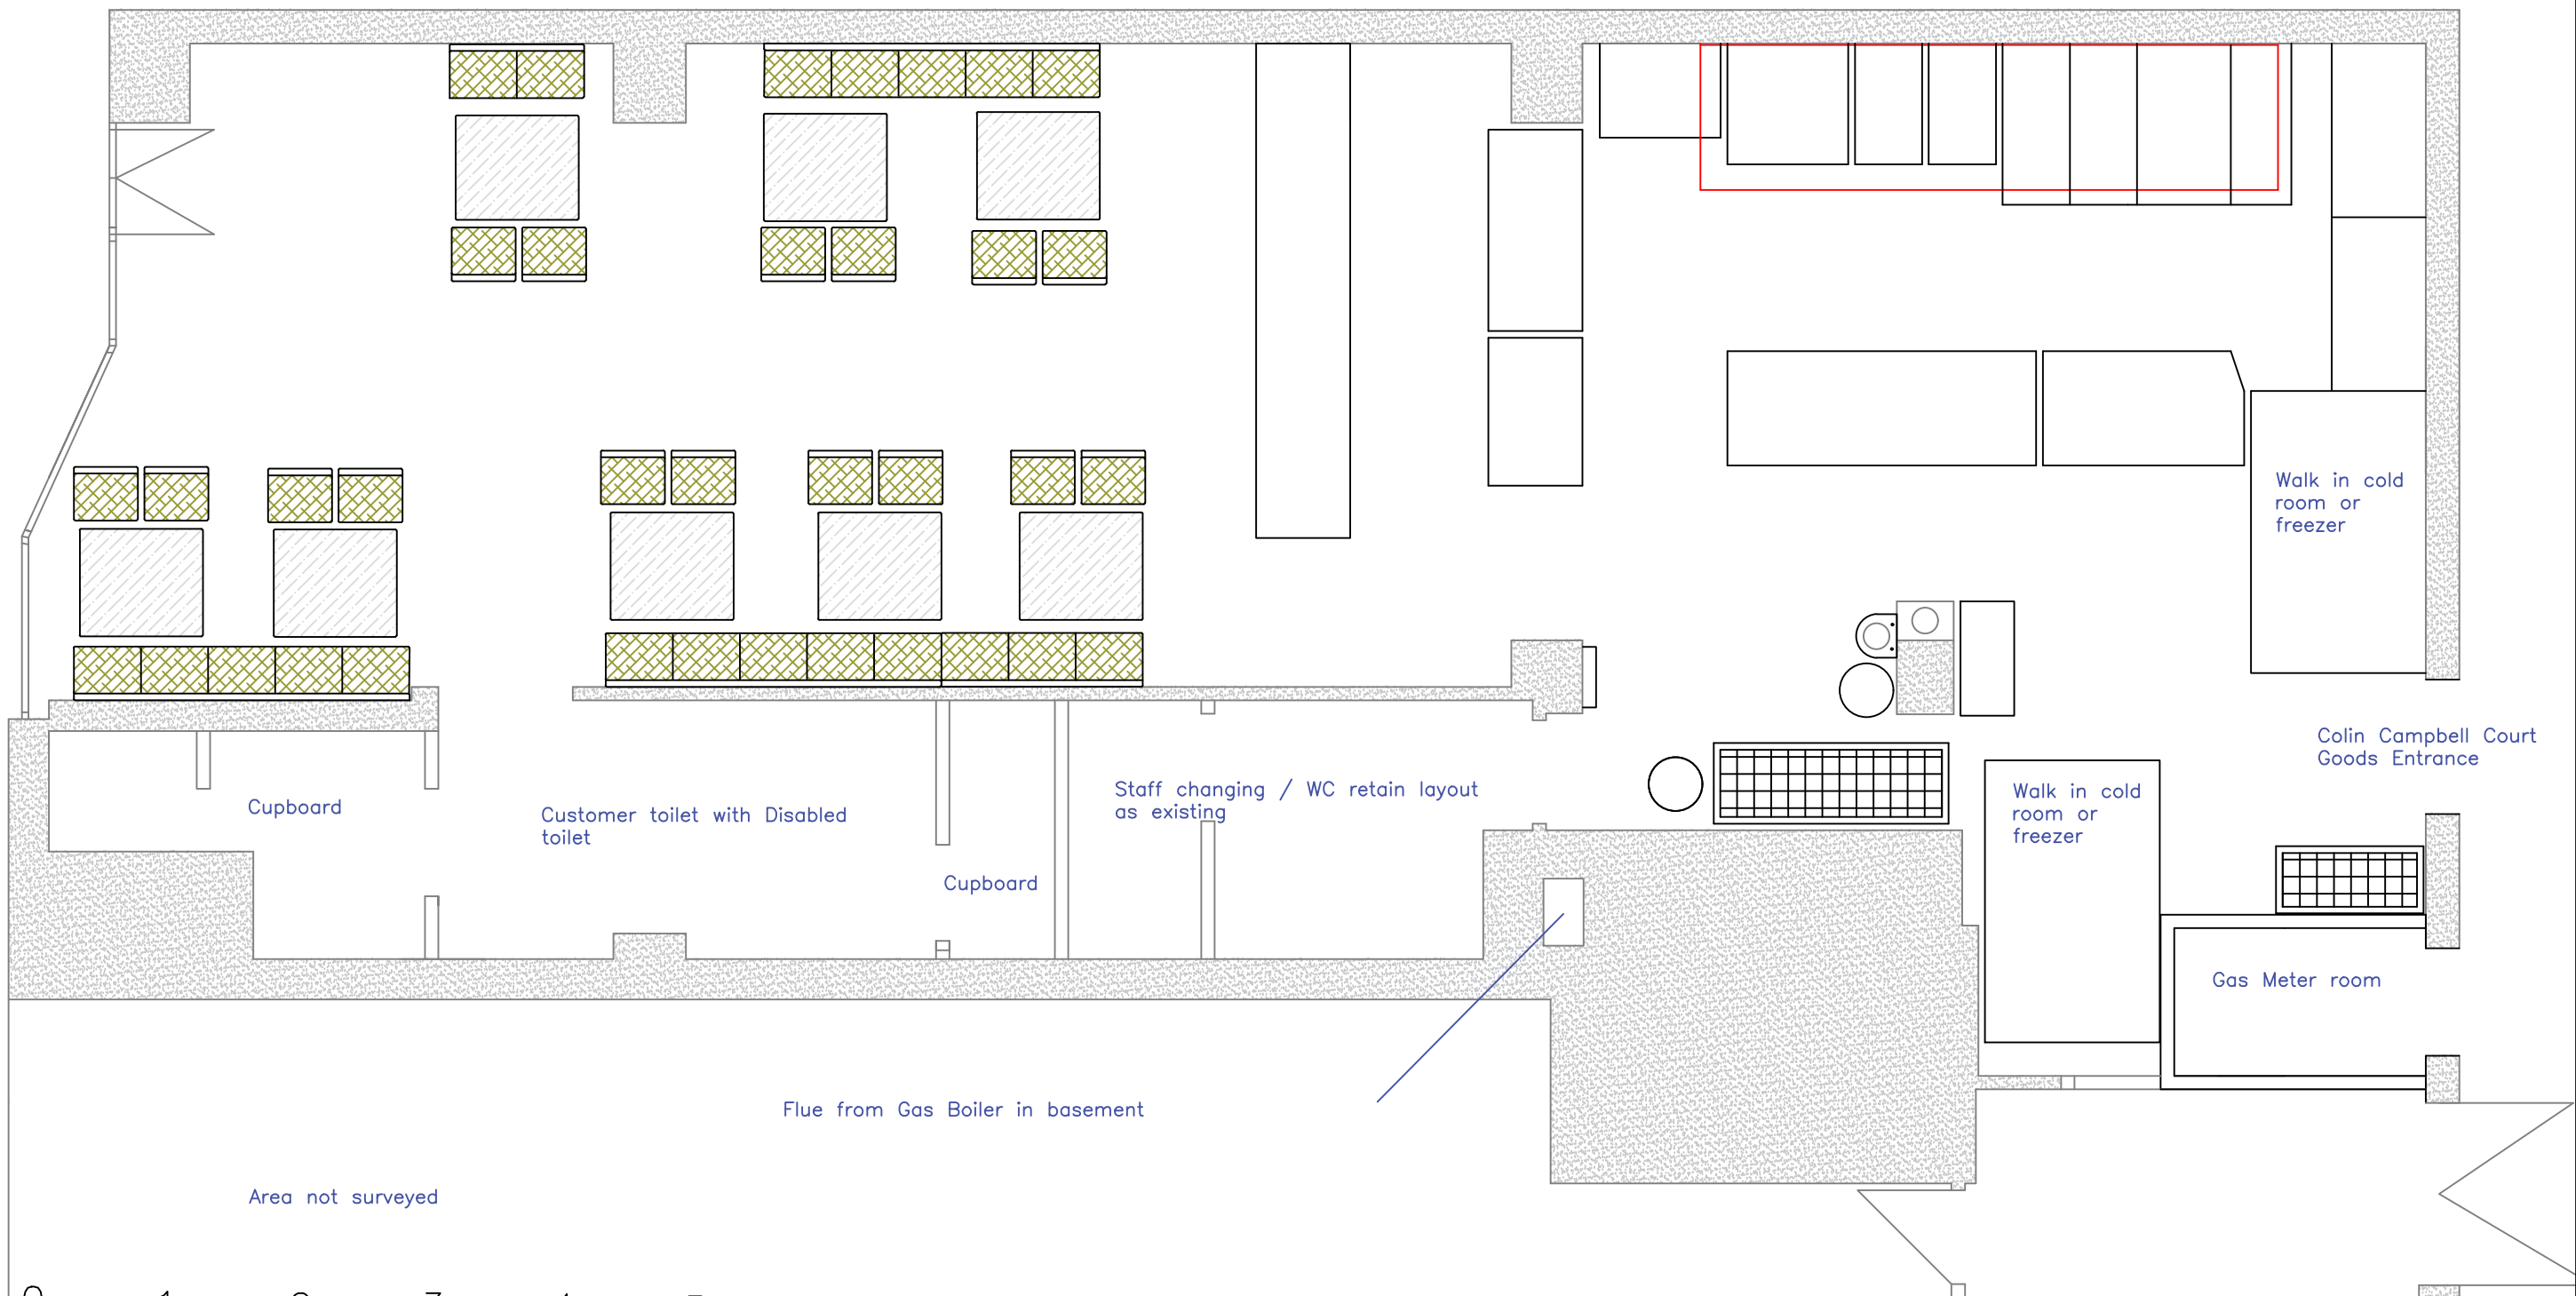 Walk in cold
room or
freezer
Colin Campbell Court
Goods Entrance
Cupboard
Customer toilet with Disabled
toilet
Staff changing / WC retain layout
as existing
Walk in cold
room or
freezer
Cupboard
Gas Meter room
Flue from Gas Boiler in basement
Area not surveyed